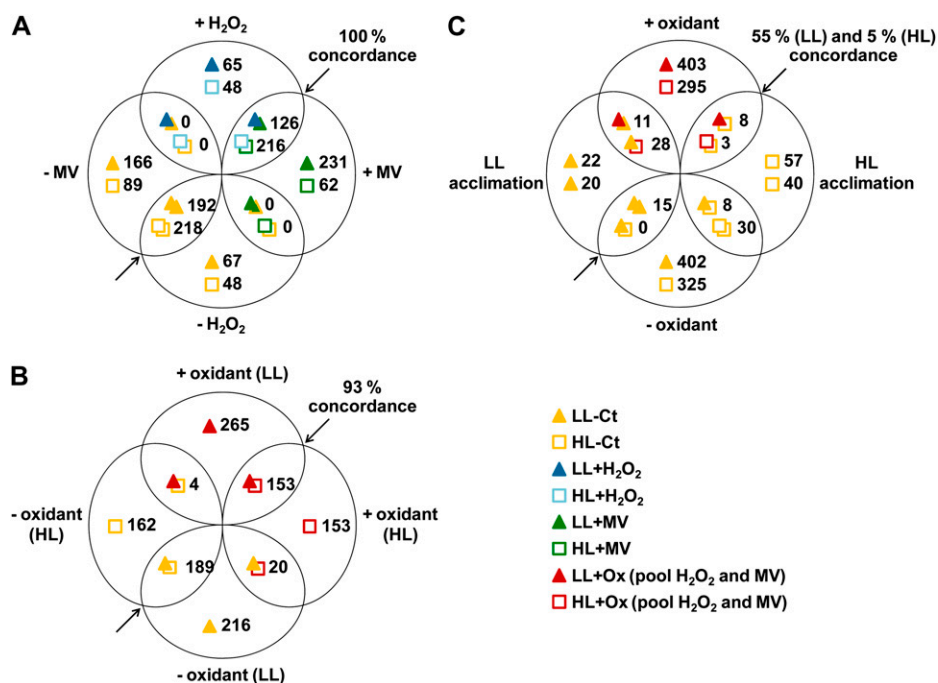 A
+ H₂O₂
100 %
concordance
65
48
0
0
126
216
- MV
166
89
231
62
+ MV
192
218
0
0
67
48
- H₂O₂
C
+ oxidant
55 % (LL) and 5 % (HL)
concordance
403
295
11
28
8
3
LL
acclimation
22
20
57
40
HL
acclimation
15
0
8
30
402
325
- oxidant
B
+ oxidant (LL)
93 %
concordance
265
4
153
- oxidant
(HL)
162
153
+ oxidant
(HL)
189
20
216
- oxidant (LL)
LL-Ct
HL-Ct
LL+H₂O₂
HL+H₂O₂
LL+MV
HL+MV
LL+Ox (pool H₂O₂ and MV)
HL+Ox (pool H₂O₂ and MV)